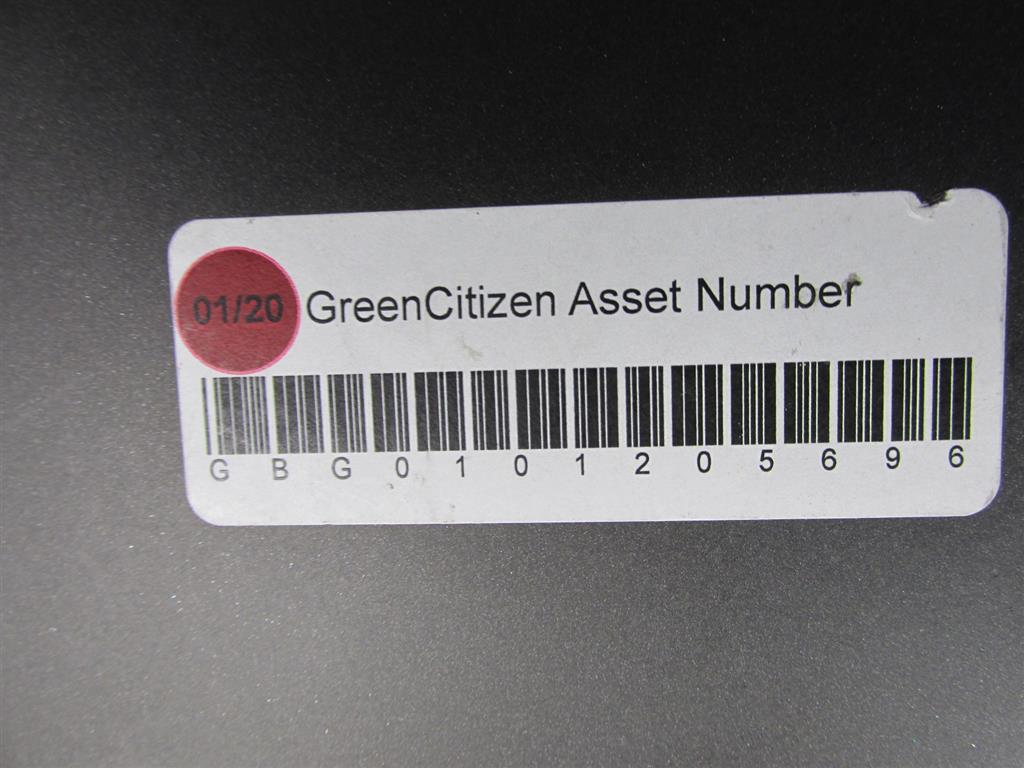 01/20 GreenCitizen Asset Number
G B G 0 1 0 1 2 0 5 6 9 6